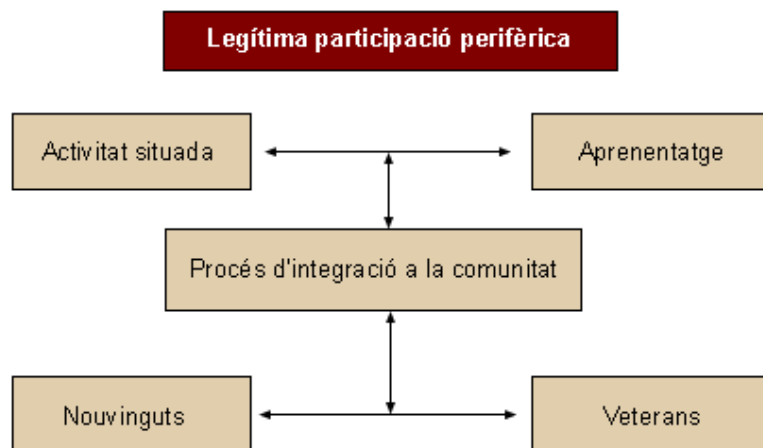 Legítima participació perifèrica
Activitat situada
Aprenentatge
Procés d'integració a la comunitat
Nouvinguts
Veterans